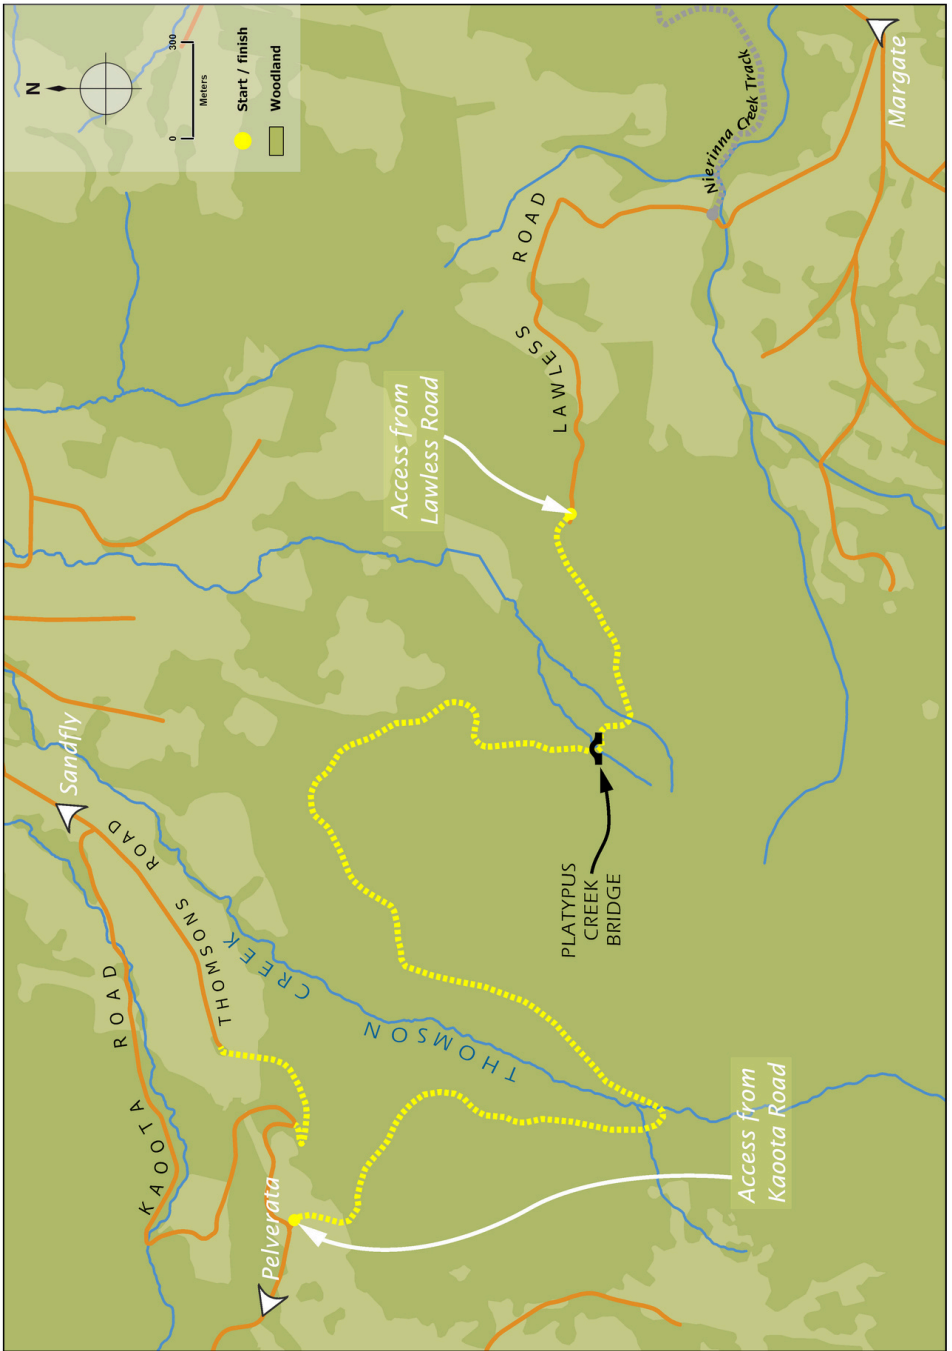 N
0
300
Meters
Start / finish
Woodland
Nierinna Creek Track
Margate
LAWLESS ROAD
Access from
Lawless Road
Sandfly
THOMSONS ROAD
KAOOTA ROAD
THOMSON CREEK
PLATYPUS
CREEK
BRIDGE
Pelverata
Access from
Kaoota Road